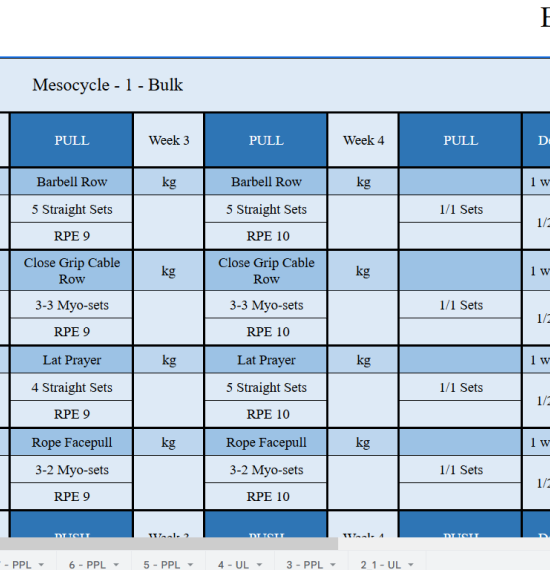 E
Mesocycle - 1 - Bulk
PULL Week 3 PULL Week 4 PULL
Barbell Row kg Barbell Row kg 1 w
5 Straight Sets 5 Straight Sets 1/1 Sets
1/2
RPE 9 RPE 10
Close Grip Cable Close Grip Cable
Row kg Row kg 1 w
3-3 Myo-sets 3-3 Myo-sets 1/1 Sets
1/2
RPE 9 RPE 10
Lat Prayer kg Lat Prayer kg 1 w
4 Straight Sets 5 Straight Sets 1/1 Sets
1/2
RPE 9 RPE 10
Rope Facepull kg Rope Facepull kg 1 w
3-2 Myo-sets 3-2 Myo-sets 1/1 Sets
1/2
RPE 9 RPE 10
PUSH Week 3 PUSH Week 4 PUSH
- PPL 6 - PPL 5 - PPL 4 - UL 3 - PPL 2 1 - UL